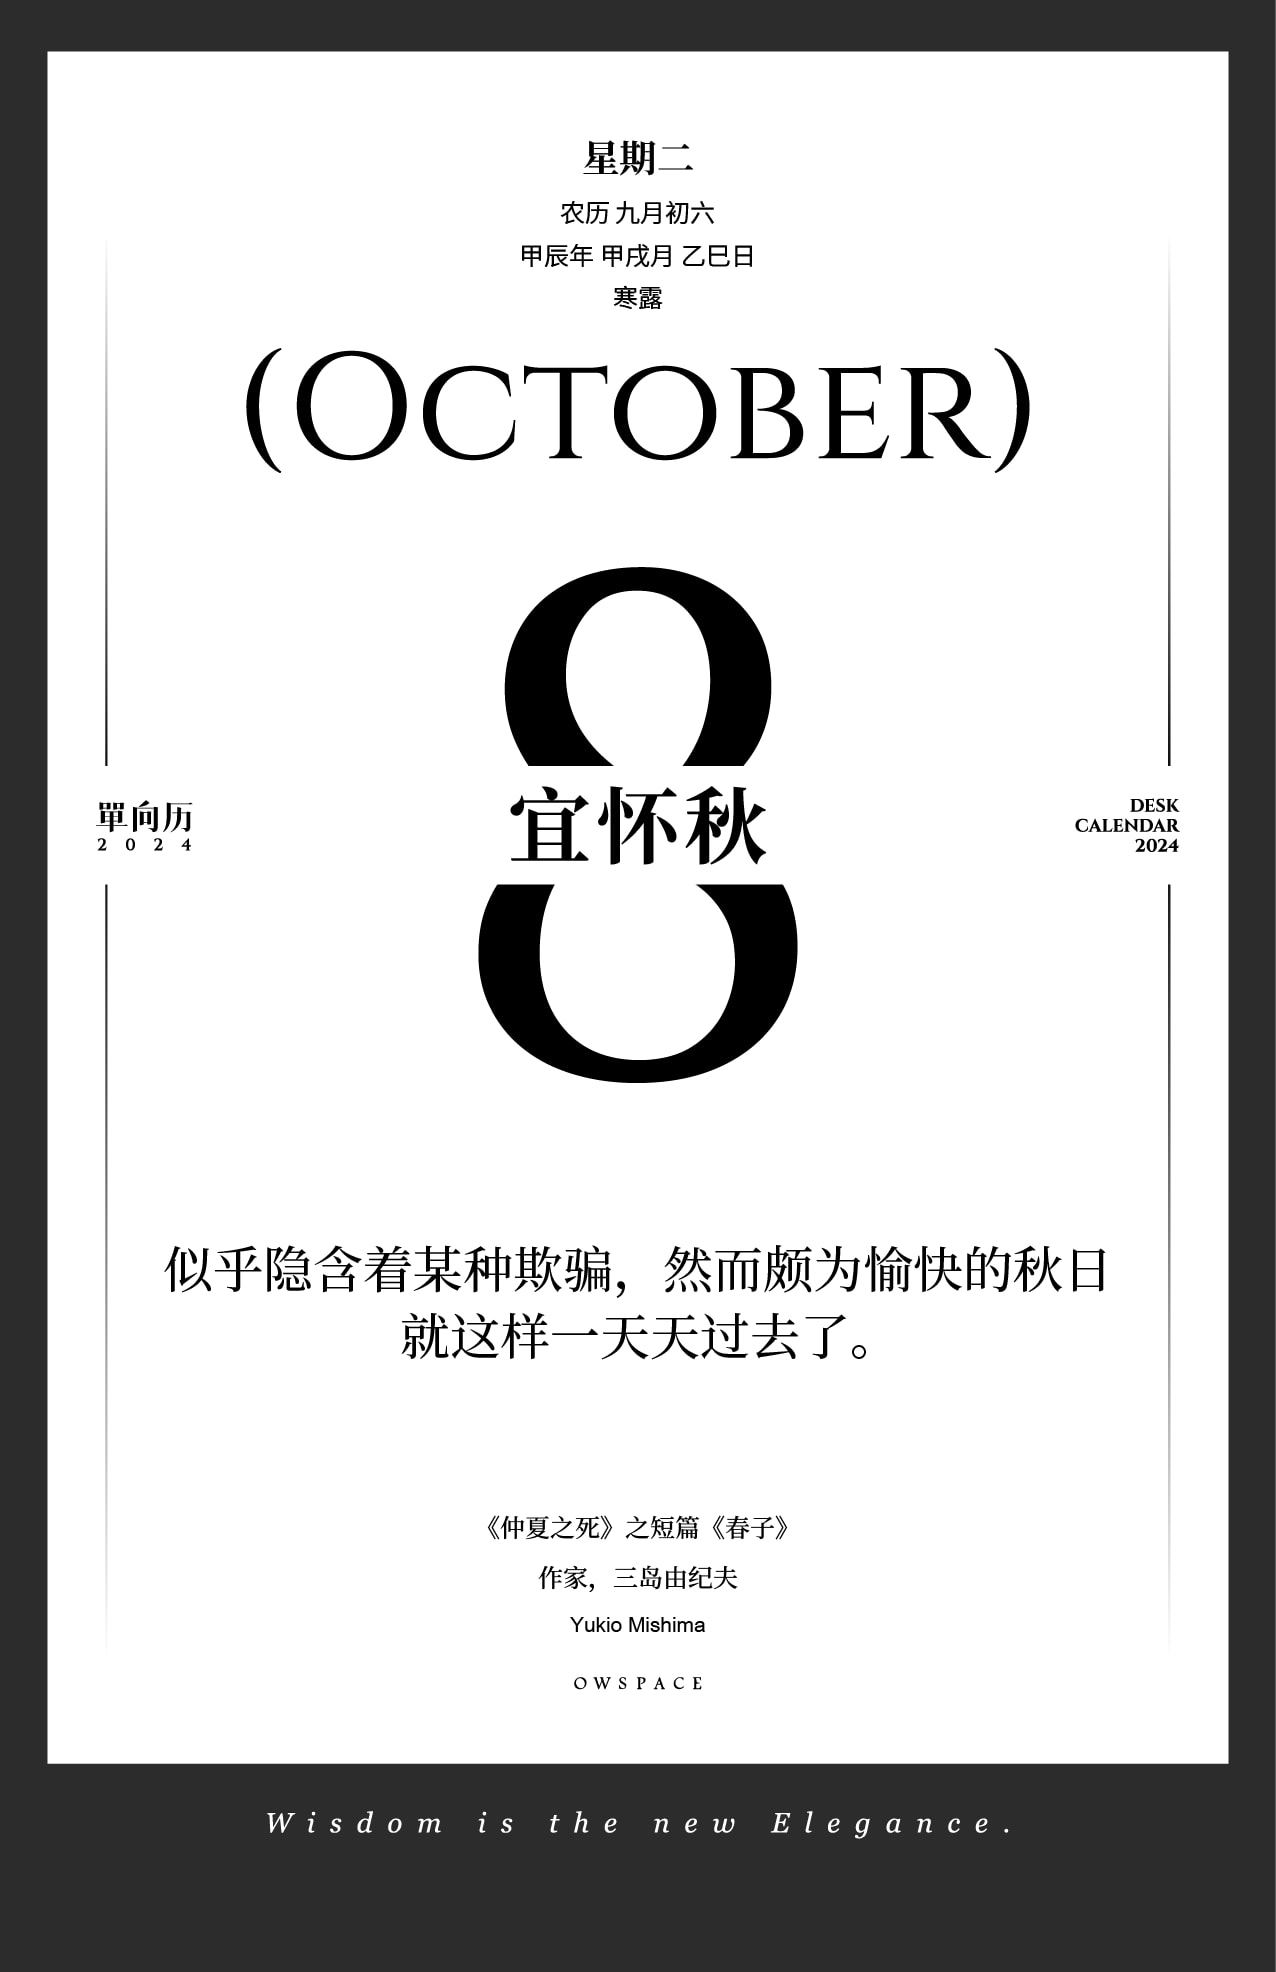 星期二
农历 九月初六
甲辰年 甲戌月 乙巳日
寒露
(OCTOBER)
8
宜怀秋
單向历
2024
DESK
CALENDAR
2024
似乎隐含着某种欺骗，然而颇为愉快的秋日
就这样一天天过去了。
《仲夏之死》之短篇《春子》
作家，三岛由纪夫
Yukio Mishima
OWSPACE
Wisdom is the new Elegance.